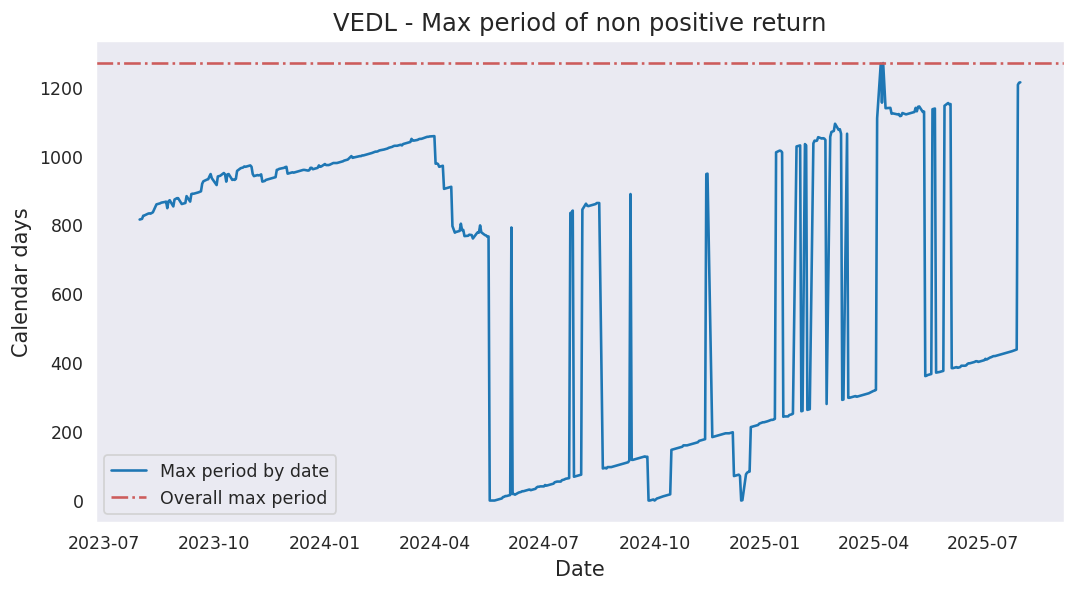 VEDL - Max period of non positive return
Calendar days
1200
1000
800
600
400
200
0
Max period by date
Overall max period
2023-07 2023-10 2024-01 2024-04 2024-07 2024-10 2025-01 2025-04 2025-07
Date